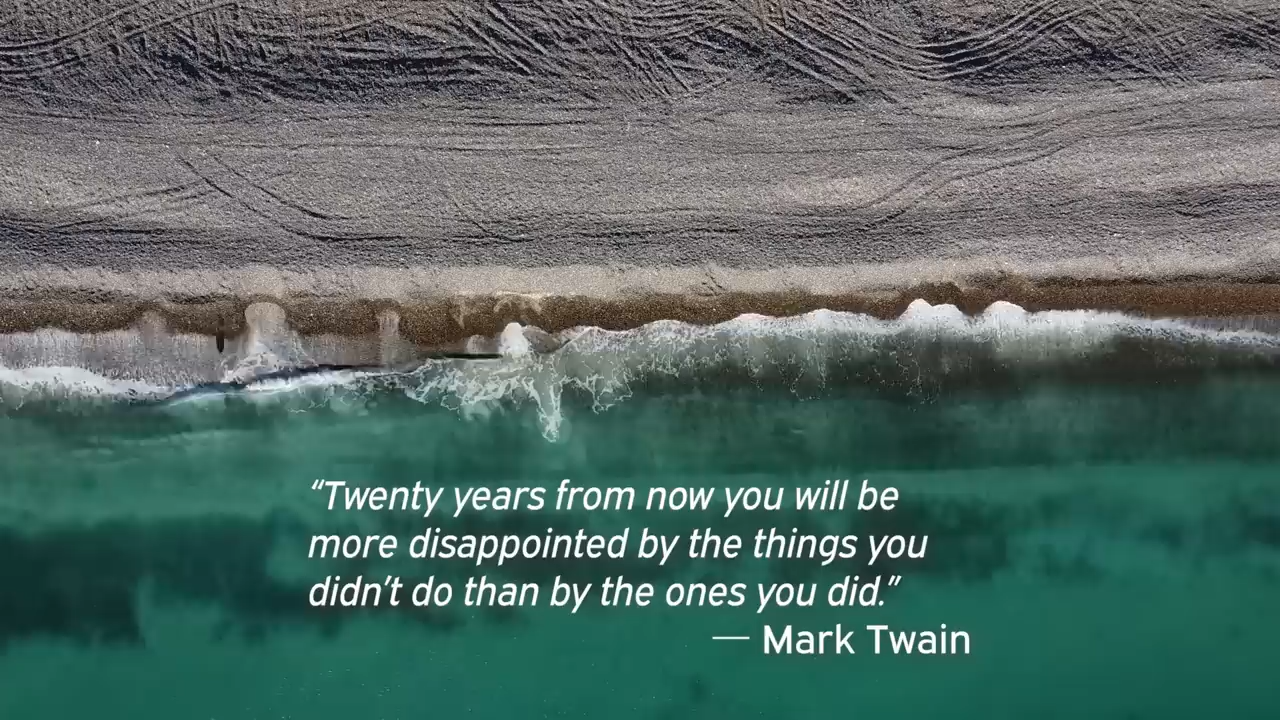 “Twenty years from now you will be
more disappointed by the things you
didn’t do than by the ones you did.”
— Mark Twain